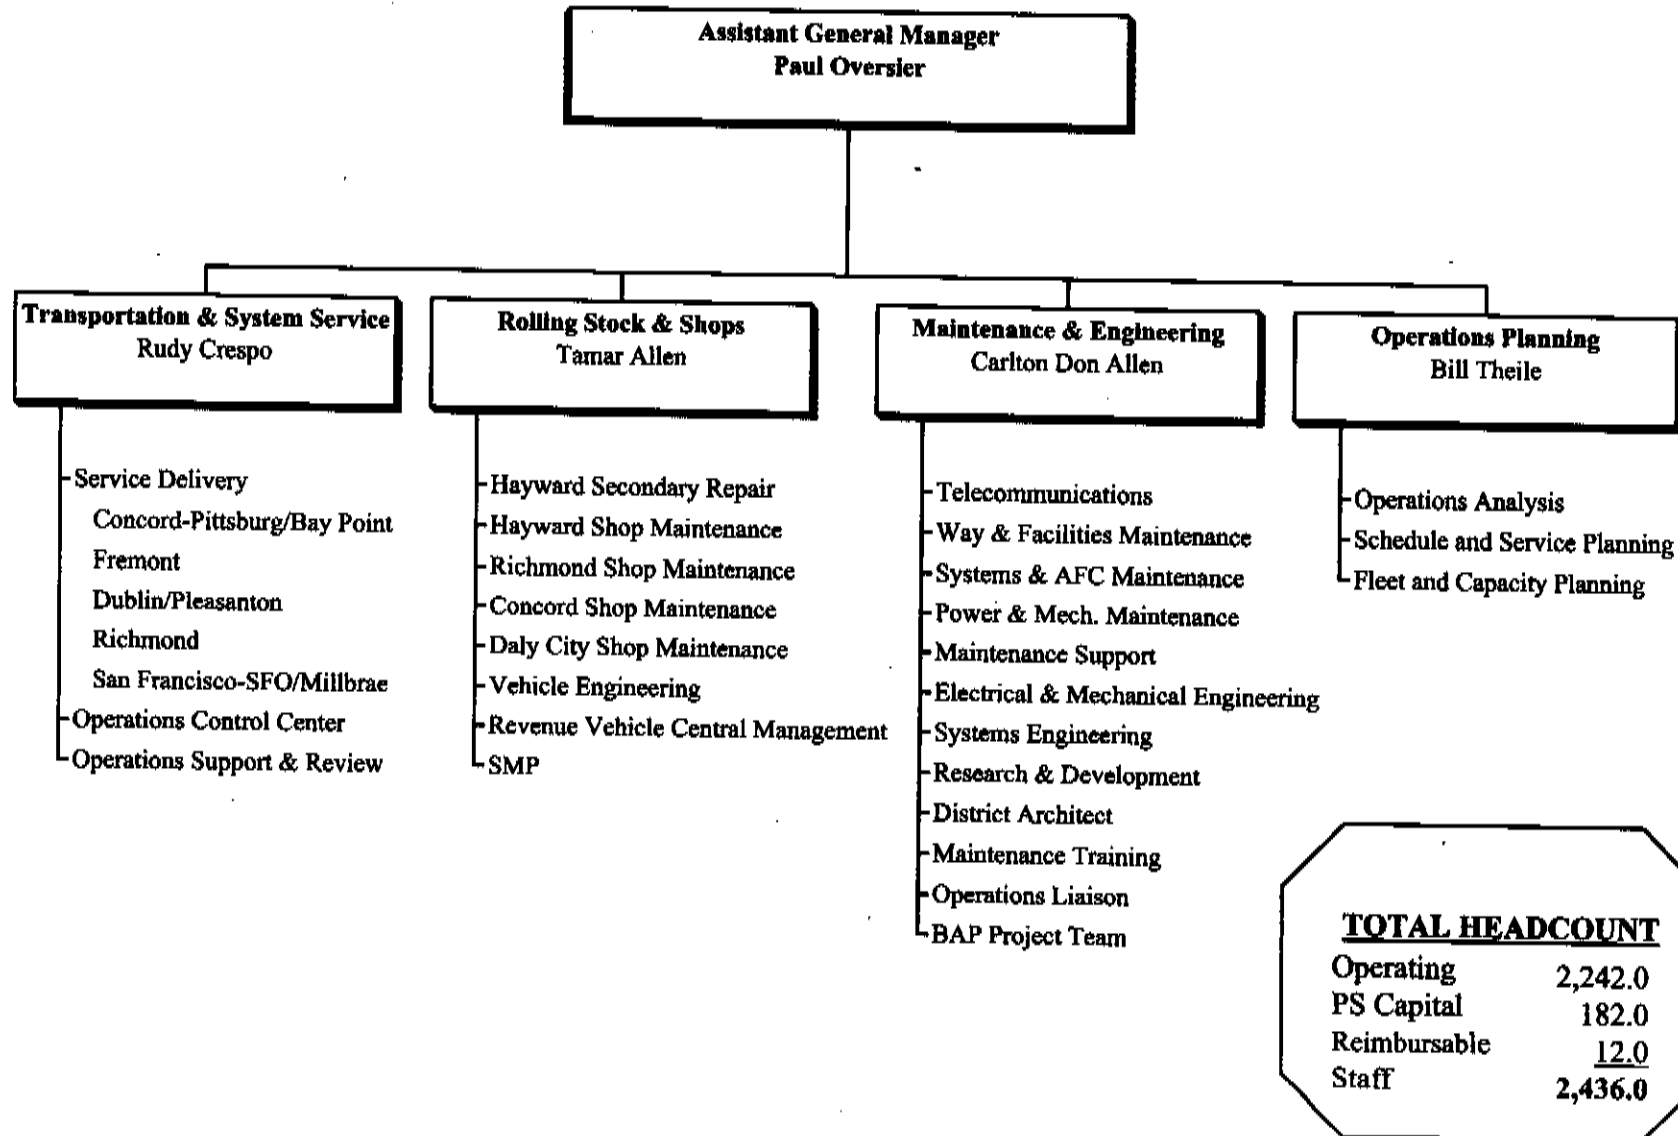 Assistant General Manager
Paul Oversier
Transportation & System Service
Rudy Crespo
Service Delivery
Concord-Pittsburg/Bay Point
Fremont
Dublin/Pleasanton
Richmond
San Francisco-SFO/Millbrae
Operations Control Center
Operations Support & Review
Rolling Stock & Shops
Tamar Allen
Hayward Secondary Repair
Hayward Shop Maintenance
Richmond Shop Maintenance
Concord Shop Maintenance
Daly City Shop Maintenance
Vehicle Engineering
Revenue Vehicle Central Management
SMP
Maintenance & Engineering
Carlton Don Allen
Telecommunications
Way & Facilities Maintenance
Systems & AFC Maintenance
Power & Mech. Maintenance
Maintenance Support
Electrical & Mechanical Engineering
Systems Engineering
Research & Development
District Architect
Maintenance Training
Operations Liaison
BAP Project Team
Operations Planning
Bill Theile
Operations Analysis
Schedule and Service Planning
Fleet and Capacity Planning
TOTAL HEADCOUNT
Operating 2,242.0
PS Capital 182.0
Reimbursable 12.0
Staff 2,436.0